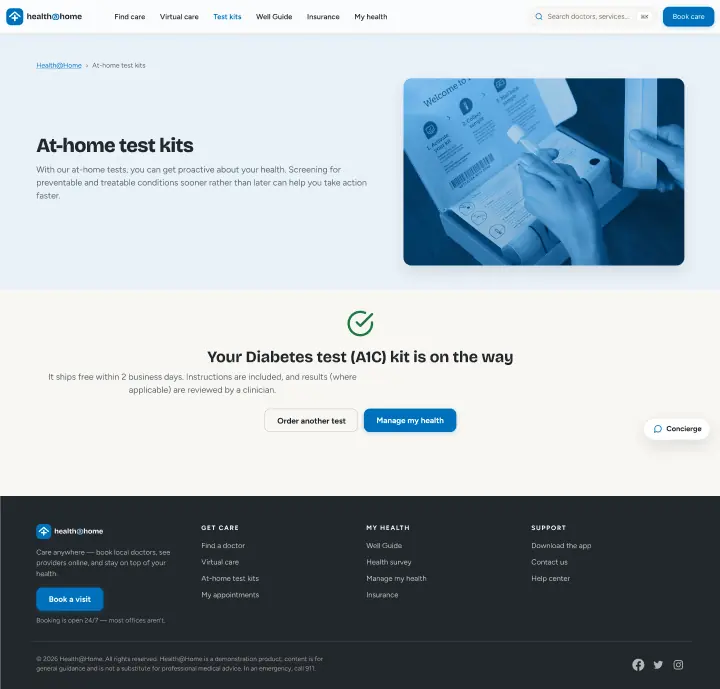 health@home
Find care
Virtual care
Test kits
Well Guide
Insurance
My health
Search doctors, services... ⌘K
Book care
Health@Home › At-home test kits
At-home test kits
With our at-home tests, you can get proactive about your health. Screening for
preventable and treatable conditions sooner rather than later can help you take action
faster.
Welcome to
1. Activate
2. Collect
Your Diabetes test (A1C) kit is on the way
It ships free within 2 business days. Instructions are included, and results (where
applicable) are reviewed by a clinician.
Order another test
Manage my health
Concierge
health@home
Care anywhere — book local doctors, see
providers online, and stay on top of your
health.
Book a visit
Booking is open 24/7 — most offices aren't.
GET CARE
Find a doctor
Virtual care
At-home test kits
My appointments
MY HEALTH
Well Guide
Health survey
Manage my health
Insurance
SUPPORT
Download the app
Contact us
Help center
© 2026 Health@Home. All rights reserved. Health@Home is a demonstration product, content is for
general guidance and is not a substitute for professional medical advice. In an emergency, call 911.